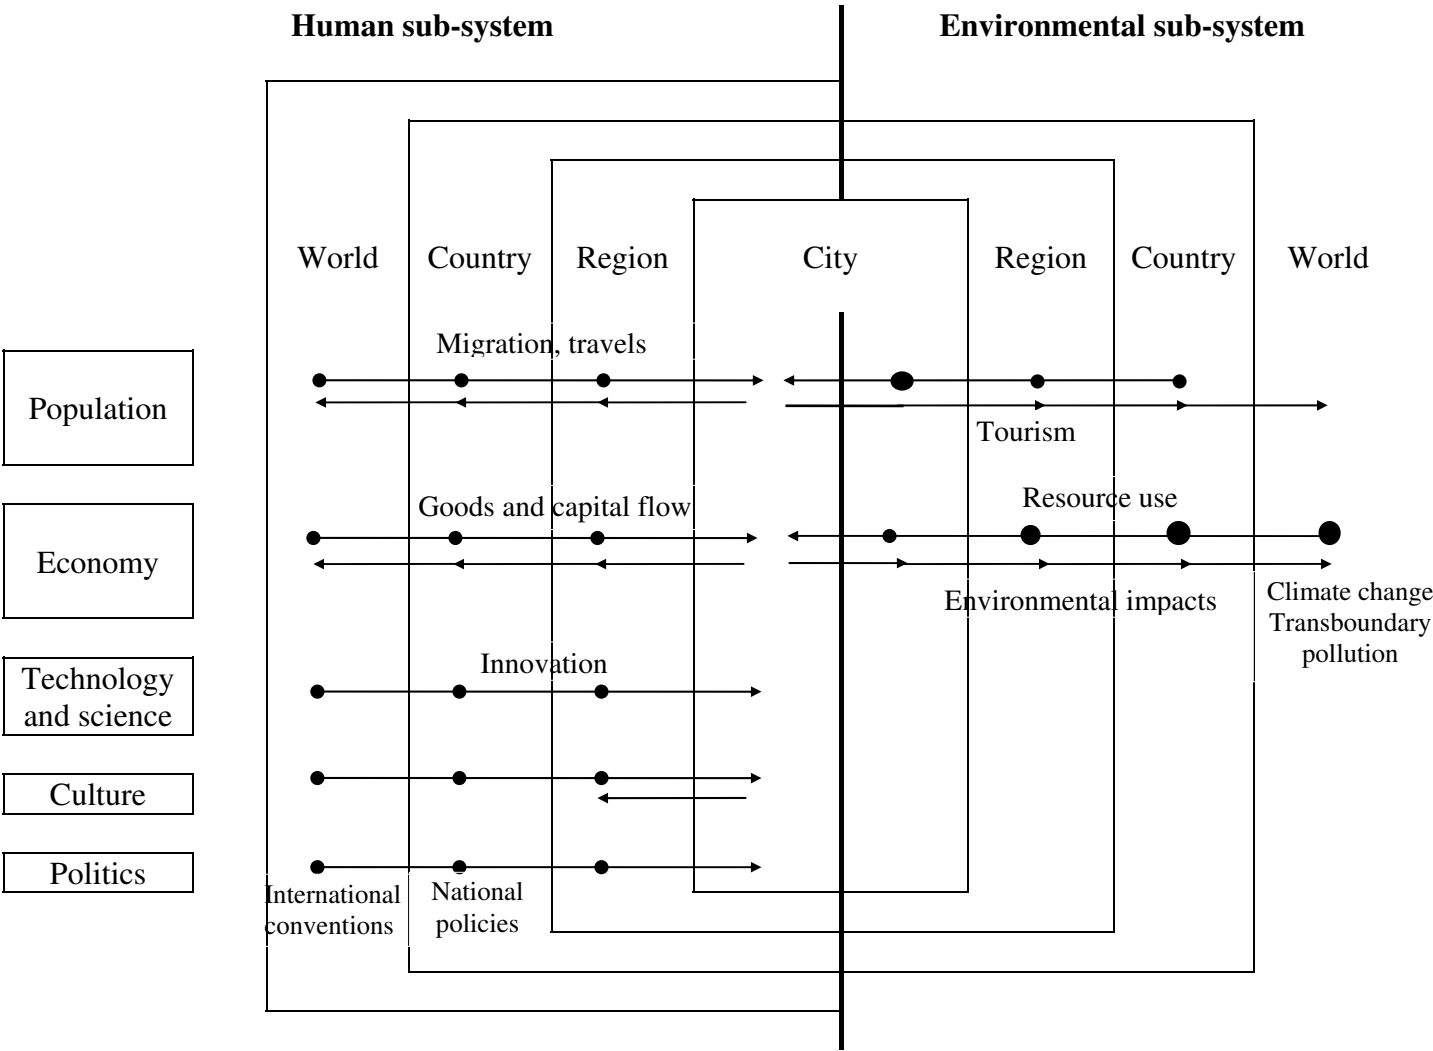 Human sub-system
Environmental sub-system
World
Country
Region
City
Region
Country
World
Population
Migration, travels
Tourism
Economy
Goods and capital flow
Resource use
Environmental impacts
Climate change
Transboundary
pollution
Technology
and science
Innovation
Culture
Politics
International
conventions
National
policies